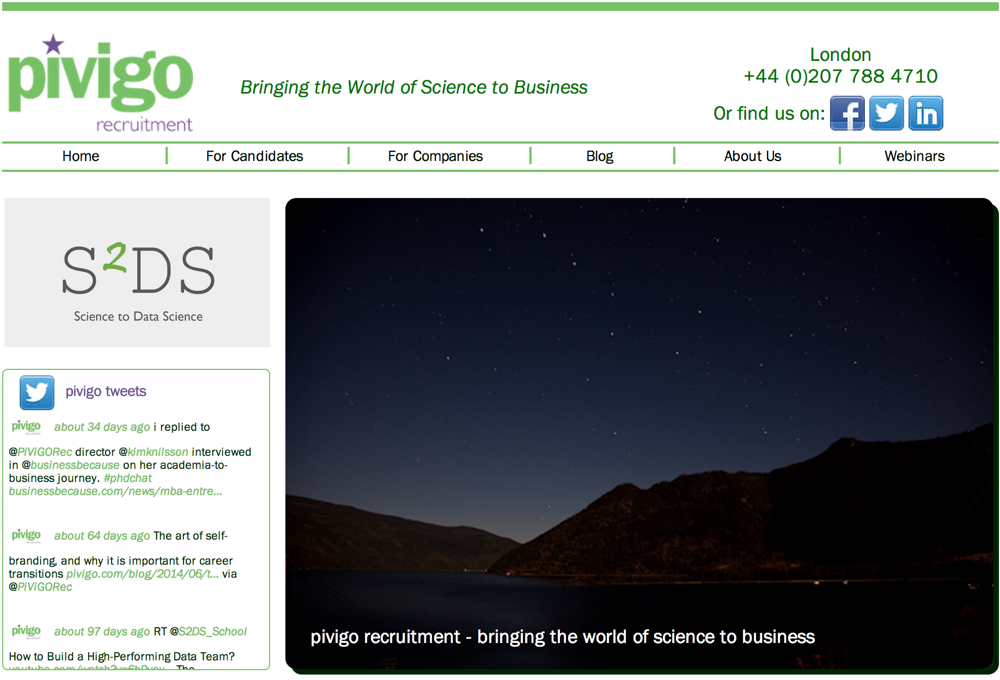 pivigo
recruitment
Bringing the World of Science to Business
London
+44 (0)207 788 4710
Or find us on:
Home
For Candidates
For Companies
Blog
About Us
Webinars
S2DS
Science to Data Science
pivigo tweets
pivigo about 34 days ago i replied to
@PiViGORec director @kimknilsson interviewed
in @businessbecause on her academia-to-
business journey. #phdchat
businessbecause.com/news/mba-entre...
pivigo about 64 days ago The art of self-
branding, and why it is important for career
transitions pivigo.com/blog/2014/06/t... via
@PiViGORec
pivigo about 97 days ago RT @S2DS_School
How to Build a High-Performing Data Team?
The
pivigo recruitment - bringing the world of science to business